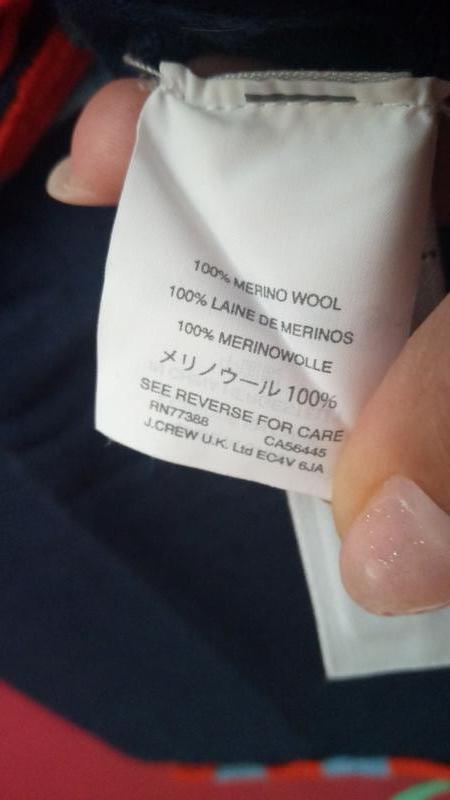 100% MERINO WOOL
100% LAINE DE MERINOS
100% MERINOWOLLE
メリノウール 100%
SEE REVERSE FOR CARE
RN77388 CA56445
J.CREW U.K. Ltd EC4V 6JA